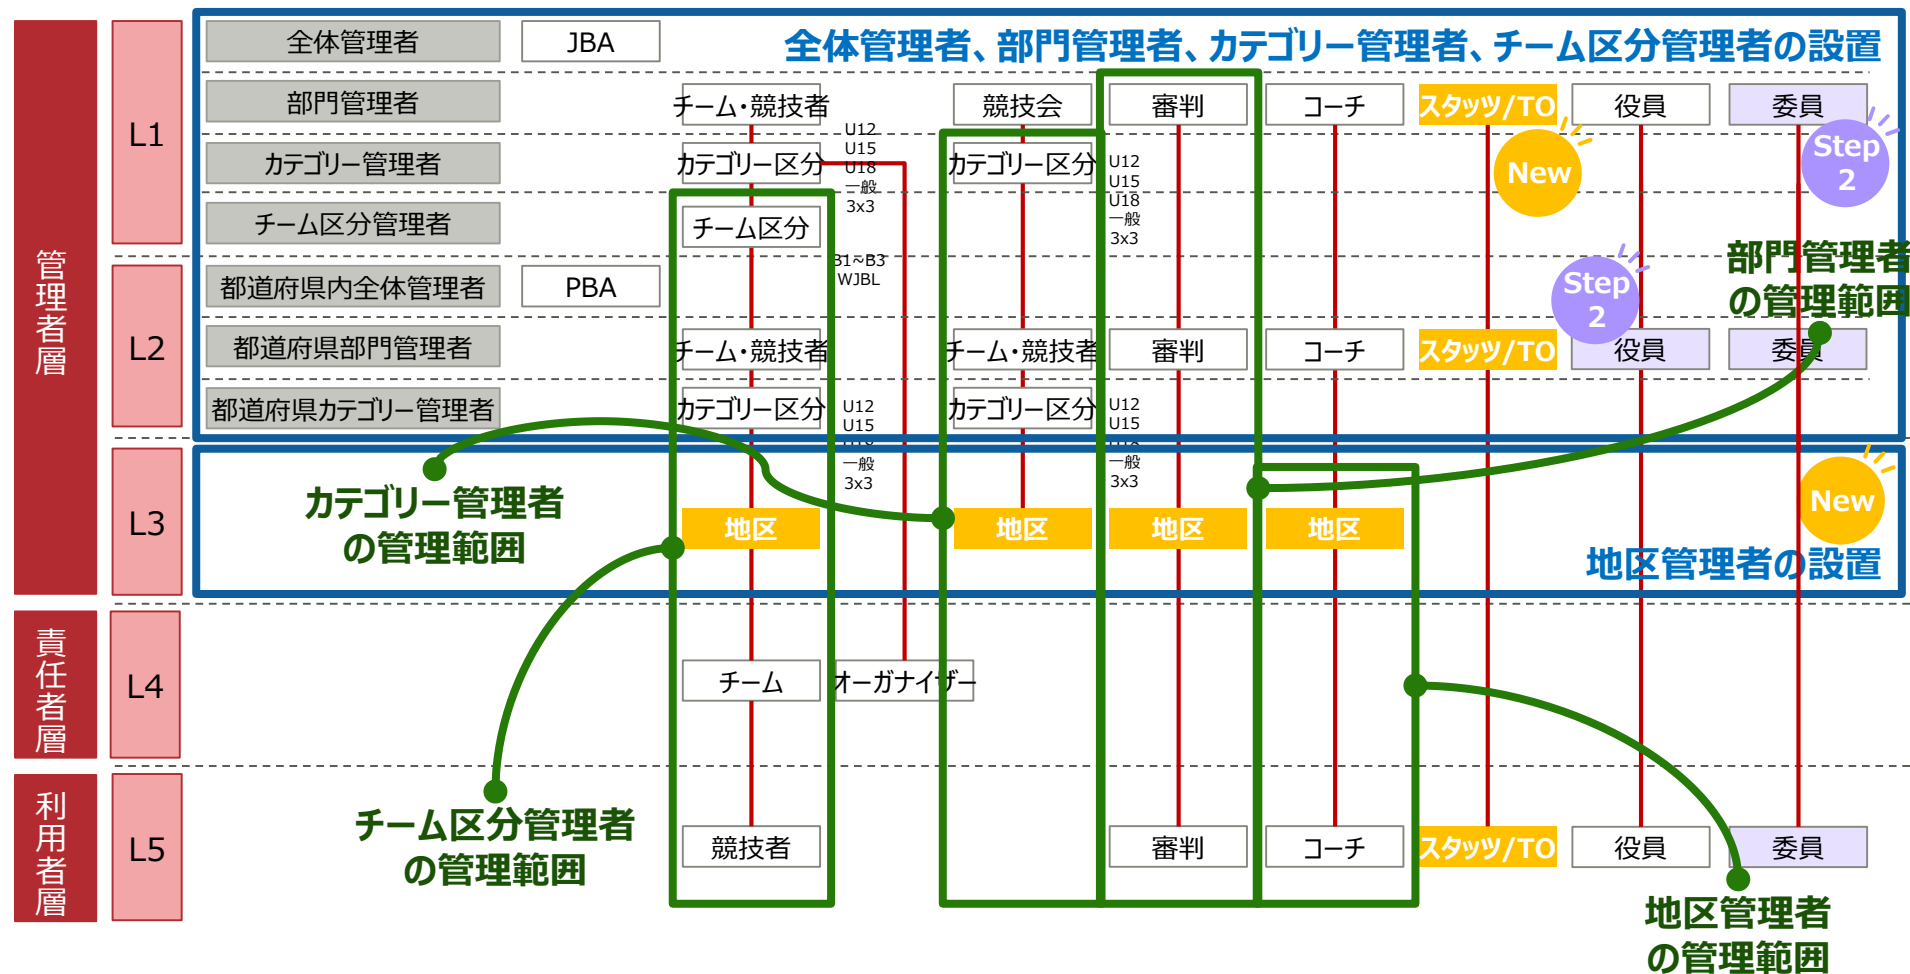 全体管理者
JBA
全体管理者、部門管理者、カテゴリー管理者、チーム区分管理者の設置
部門管理者
チーム・競技者
競技会
審判
コーチ
スタッツ/TO
役員
委員
カテゴリー管理者
カテゴリー区分
U12
U15
U18
一般
3x3
カテゴリー区分
U12
U15
U18
一般
3x3
New
Step
2
チーム区分管理者
チーム区分
B1~B3
WJBL
L1
管理者層
都道府県内全体管理者
PBA
Step
2
部門管理者
の管理範囲
L2
都道府県部門管理者
チーム・競技者
チーム・競技者
審判
コーチ
スタッツ/TO
役員
委員
都道府県カテゴリー管理者
カテゴリー区分
U12
U15
U18
一般
3x3
カテゴリー区分
U12
U15
U18
一般
3x3
L3
カテゴリー管理者
の管理範囲
地区
地区
地区
地区
New
地区管理者の設置
責任者層
L4
チーム
オーガナイザー
利用者層
L5
チーム区分管理者
の管理範囲
競技者
審判
コーチ
スタッツ/TO
役員
委員
地区管理者
の管理範囲